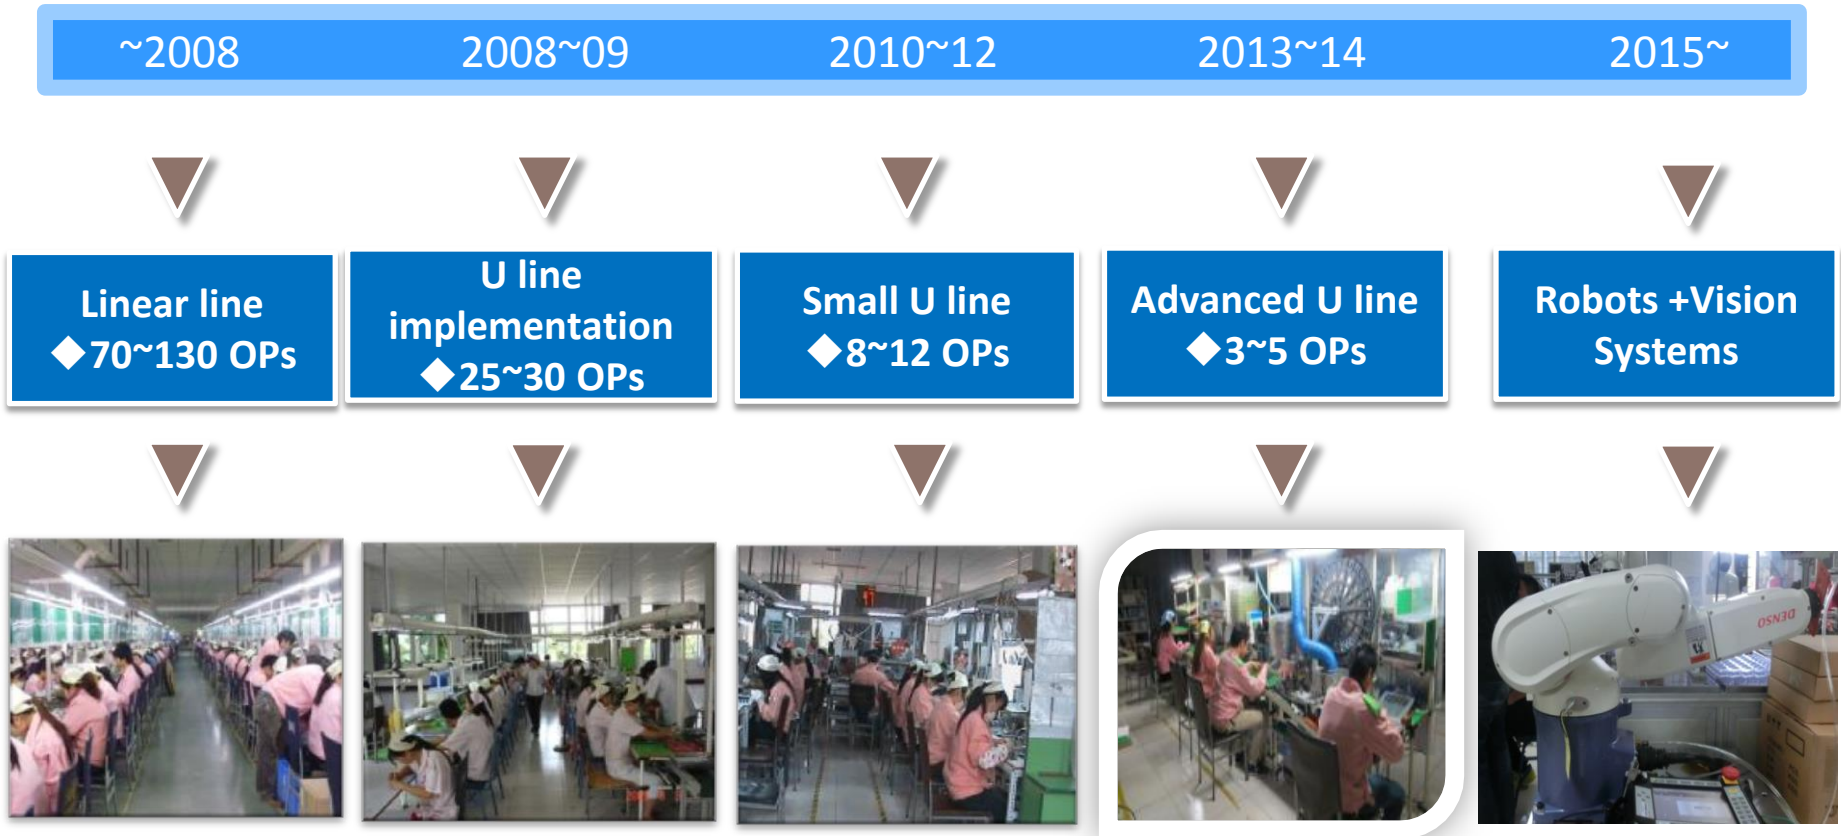 ~2008
2008~09
2010~12
2013~14
2015~
Linear line
◆70~130 OPs
U line
implementation
◆25~30 OPs
Small U line
◆8~12 OPs
Advanced U line
◆3~5 OPs
Robots +Vision
Systems
DENSO